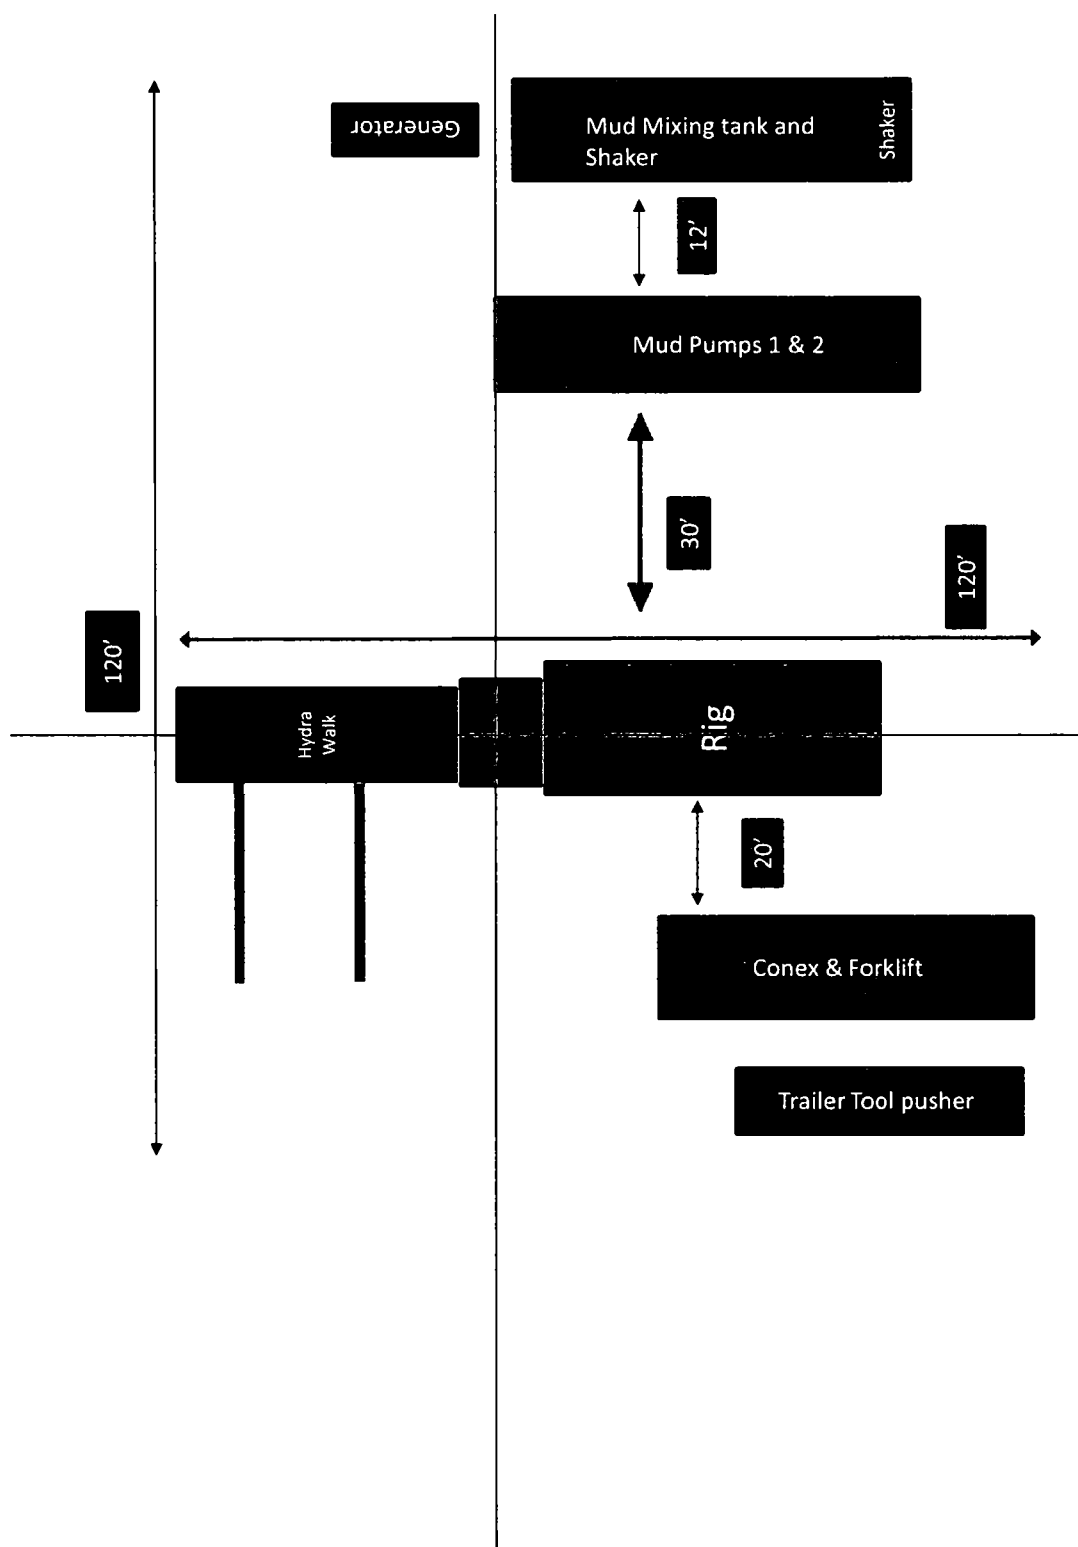 Generator
Mud Mixing tank and
Shaker
Shaker
12'
Mud Pumps 1 & 2
30'
120'
120'
Hydra
Walk
Rig
20'
Conex & Forklift
Trailer Tool pusher